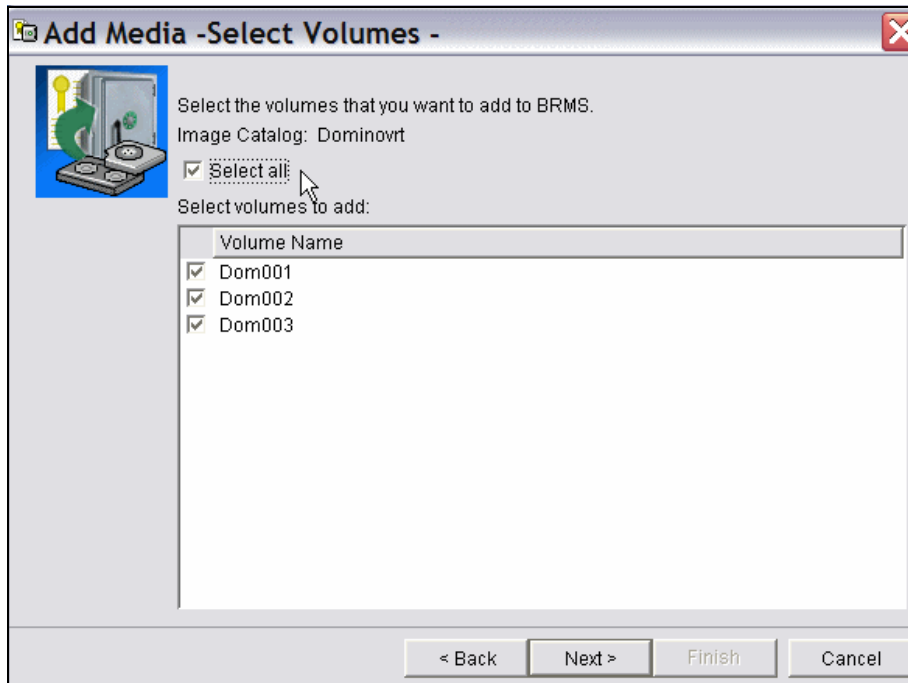 Add Media -Select Volumes -
Select the volumes that you want to add to BRMS.
Image Catalog: Dominovrt
Select all
Select volumes to add:
Volume Name
Dom001
Dom002
Dom003
< Back Next > Finish Cancel